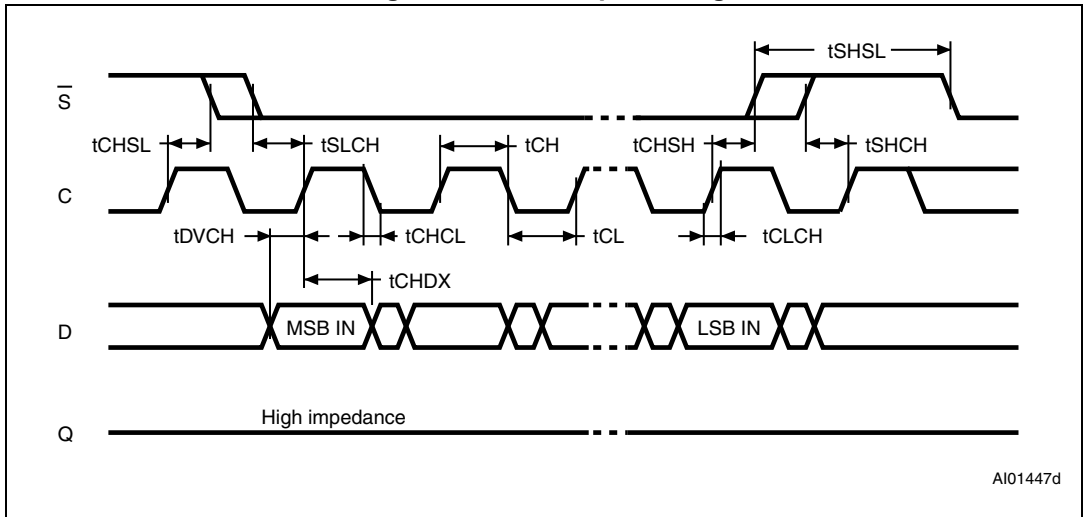 tSHSL
S̅
tCHSL
tSLCH
tCH
tCHSH
tSHCH
C
tDVCH
tCHCL
tCL
tCLCH
tCHDX
D
MSB IN
LSB IN
High impedance
Q
AI01447d